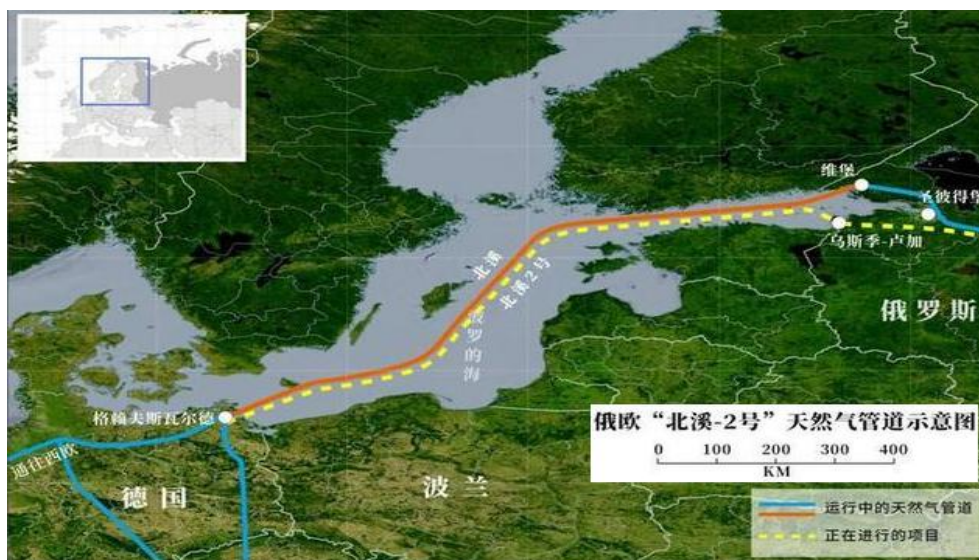 维堡
圣彼得堡
乌斯季-卢加
俄罗斯
北溪
北溪2号
波罗的海
格赖夫斯瓦尔德
通往西欧
德国
波兰
俄欧“北溪-2号”天然气管道示意图
0 100 200 300 400
KM
运行中的天然气管道
正在进行的项目